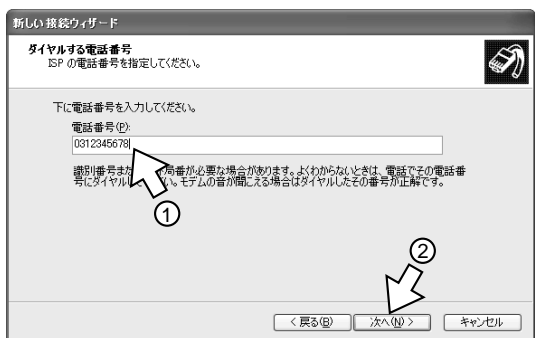 新しい接続ウィザード
ダイヤルする電話番号
ISP の電話番号を指定してください。
下に電話番号を入力してください。
電話番号(P):
0312345678
識別番号また 局番が必要な場合があります。よくわからないときは、電話でその電話番
号にダイヤルし い。モデムの音が聞こえる場合はダイヤルしたその番号が正解です。
①
②
< 戻る(B)
次へ(N) >
キャンセル